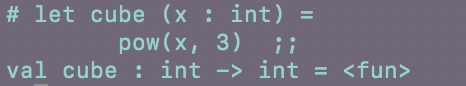 # let cube (x : int) =
pow(x, 3) ;;
val cube : int -> int = <fun>